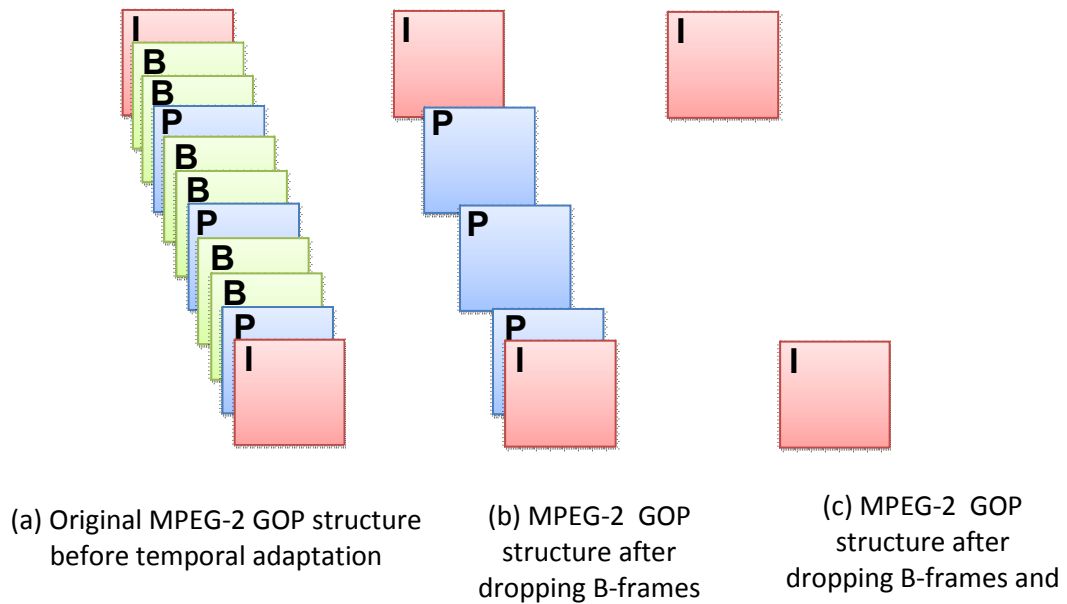 I
B
B
P
B
B
P
B
B
P
I
I
P
P
P
I
I
I
(a) Original MPEG-2 GOP structure
before temporal adaptation
(b) MPEG-2 GOP
structure after
dropping B-frames
(c) MPEG-2 GOP
structure after
dropping B-frames and